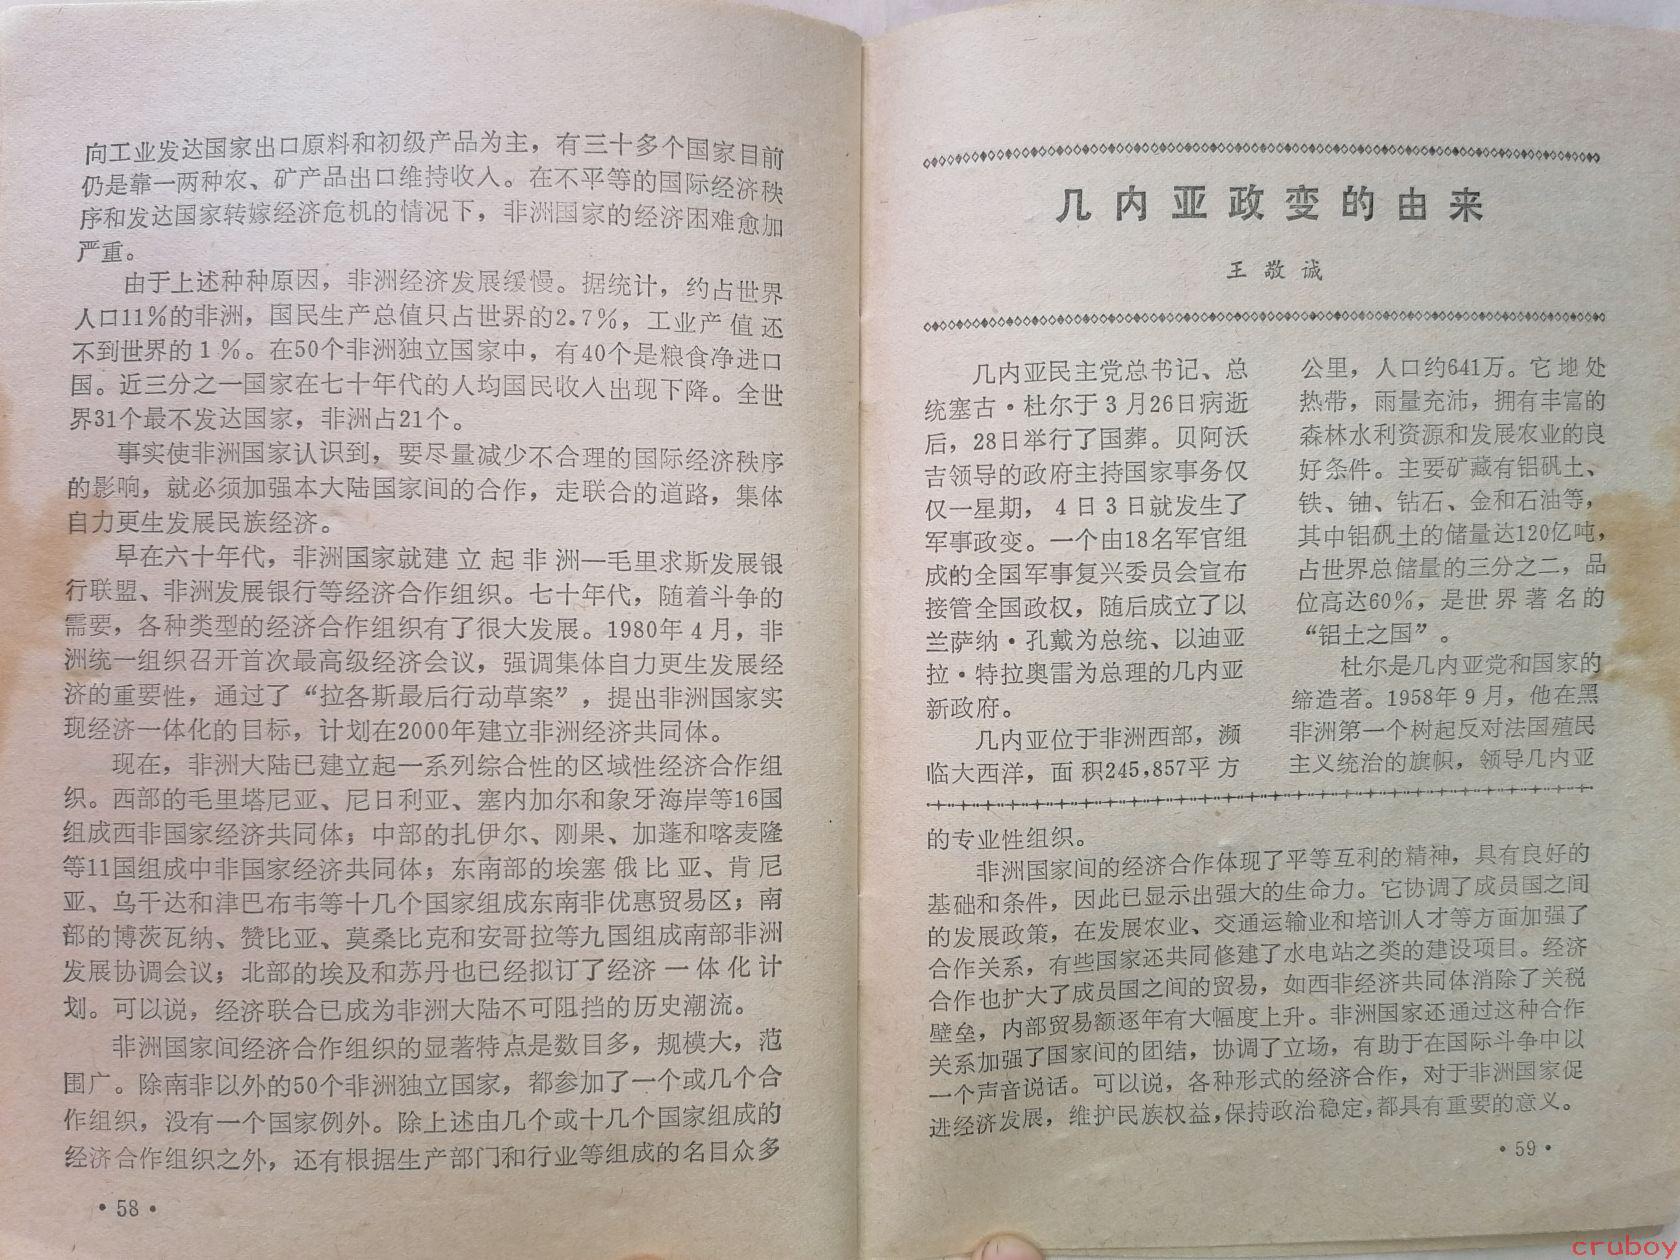 向工业发达国家出口原料和初级产品为主，有三十多个国家目前
仍是靠一两种农、矿产品出口维持收入。在不平等的国际经济秩
序和发达国家转嫁经济危机的情况下，非洲国家的经济困难愈加
严重。
由于上述种种原因，非洲经济发展缓慢。据统计，约占世界
人口11%的非洲，国民生产总值只占世界的2.7%，工业产值还
不到世界的1%。在50个非洲独立国家中，有40个是粮食净进口
国。近三分之一国家在七十年代的人均国民收入出现下降。全世
界31个最不发达国家，非洲占21个。
事实使非洲国家认识到，要尽量减少不合理的国际经济秩序
的影响，就必须加强本大陆国家间的合作，走联合的道路，集体
自力更生发展民族经济。
早在六十年代，非洲国家就建立起非洲—毛里求斯发展银
行联盟、非洲发展银行等经济合作组织。七十年代，随着斗争的
需要，各种类型的经济合作组织有了很大发展。1980年4月，非
洲统一组织召开首次最高级经济会议，强调集体自力更生发展经
济的重要性，通过了“拉各斯最后行动草案”，提出非洲国家实
现经济一体化的目标，计划在2000年建立非洲经济共同体。
现在，非洲大陆已建立起一系列综合性的区域性经济合作组
织。西部的毛里塔尼亚、尼日利亚、塞内加尔和象牙海岸等16国
组成西非国家经济共同体；中部的扎伊尔、刚果、加蓬和喀麦隆
等11国组成中非国家经济共同体；东南部的埃塞俄比亚、肯尼
亚、乌干达和津巴布韦等十几个国家组成东南非优惠贸易区；南
部的博茨瓦纳、赞比亚、莫桑比克和安哥拉等九国组成南部非洲
发展协调会议；北部的埃及和苏丹也已经拟订了经济一体化计
划。可以说，经济联合已成为非洲大陆不可阻挡的历史潮流。
非洲国家间经济合作组织的显著特点是数目多，规模大，范
围广。除南非以外的50个非洲独立国家，都参加了一个或几个合
作组织，没有一个国家例外。除上述由几个或十几个国家组成的
经济合作组织之外，还有根据生产部门和行业等组成的名目众多
·58·
几内亚政变的由来
王敬诚
几内亚民主党总书记、总
统塞古·杜尔于3月26日病逝
后，28日举行了国葬。贝阿沃
吉领导的政府主持国家事务仅
仅一星期，4日3日就发生了
军事政变。一个由18名军官组
成的全国军事复兴委员会宣布
接管全国政权，随后成立了以
兰萨纳·孔戴为总统、以迪亚
拉·特拉奥雷为总理的几内亚
新政府。
几内亚位于非洲西部，濒
临大西洋，面积245,857平方
公里，人口约641万。它地处
热带，雨量充沛，拥有丰富的
森林水利资源和发展农业的良
好条件。主要矿藏有铝矾土、
铁、铀、钻石、金和石油等，
其中铝矾土的储量达120亿吨，
占世界总储量的三分之二，品
位高达60%，是世界著名的
“铝土之国”。
杜尔是几内亚党和国家的
缔造者。1958年9月，他在黑
非洲第一个树起反对法国殖民
主义统治的旗帜，领导几内亚
的专业性组织。
非洲国家间的经济合作体现了平等互利的精神，具有良好的
基础和条件，因此已显示出强大的生命力。它协调了成员国之间
的发展政策，在发展农业、交通运输业和培训人才等方面加强了
合作关系，有些国家还共同修建了水电站之类的建设项目。经济
合作也扩大了成员国之间的贸易，如西非经济共同体消除了关税
壁垒，内部贸易额逐年有大幅度上升。非洲国家还通过这种合作
关系加强了国家间的团结，协调了立场，有助于在国际斗争中以
一个声音说话。可以说，各种形式的经济合作，对于非洲国家促
进经济发展，维护民族权益，保持政治稳定，都具有重要的意义。
·59·
cruboy